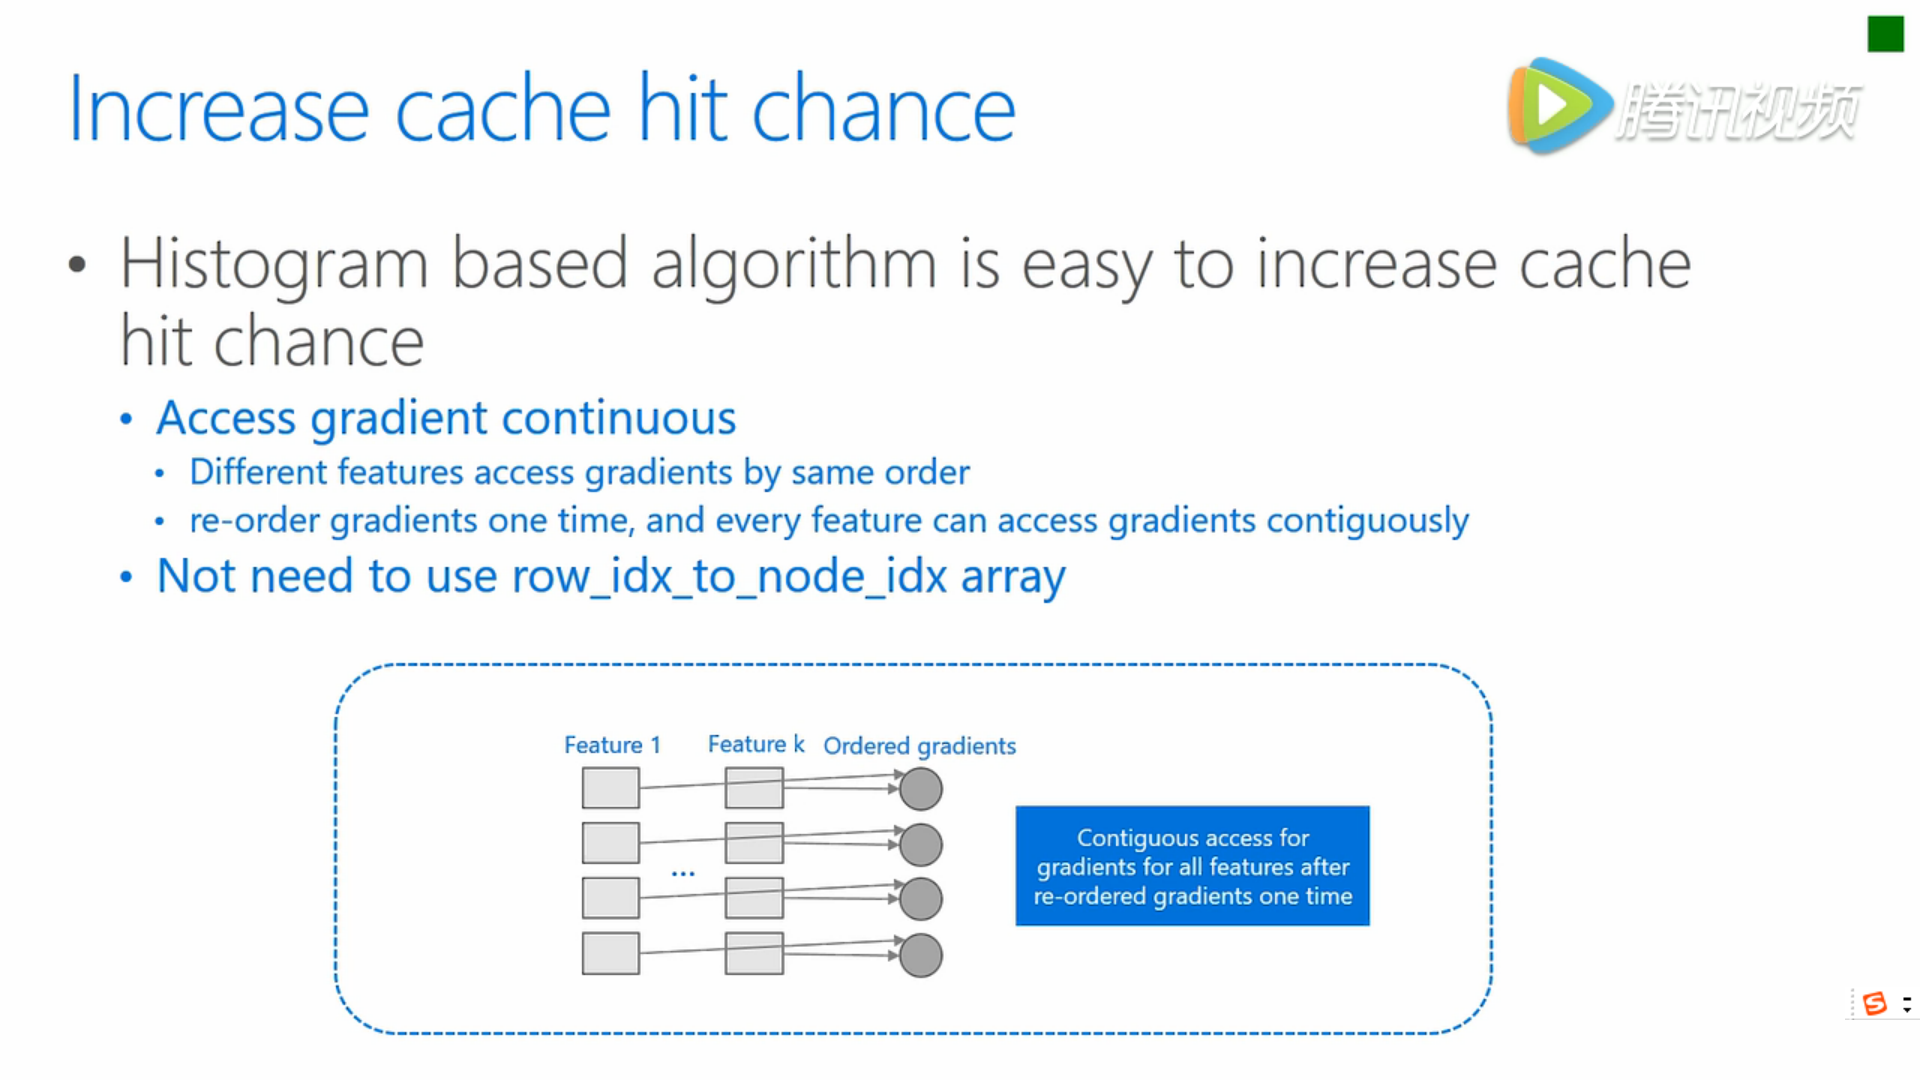 Increase cache hit chance
腾讯视频
• Histogram based algorithm is easy to increase cache
hit chance
• Access gradient continuous
• Different features access gradients by same order
• re-order gradients one time, and every feature can access gradients contiguously
• Not need to use row_idx_to_node_idx array
Feature 1
Feature k
Ordered gradients
...
Contiguous access for
gradients for all features after
re-ordered gradients one time
S